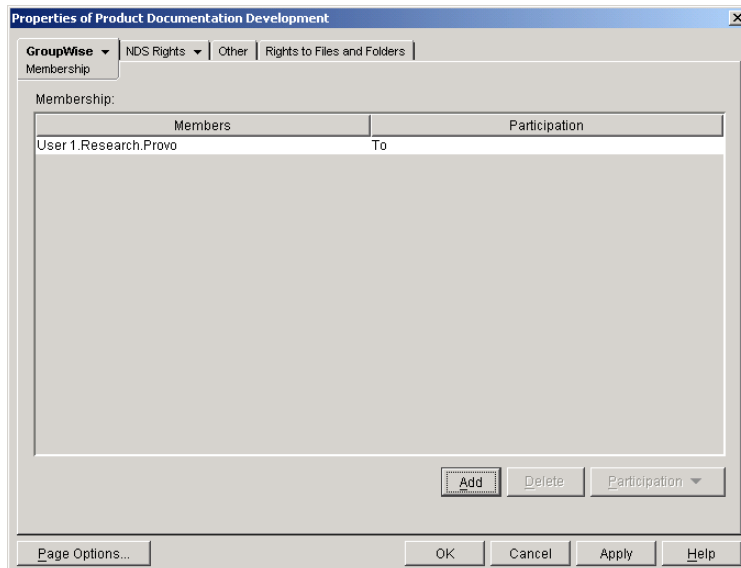 Properties of Product Documentation Development
GroupWise NDS Rights Other Rights to Files and Folders
Membership
Membership:
Members Participation
User 1.Research.Provo To
Add Delete Participation
Page Options... OK Cancel Apply Help